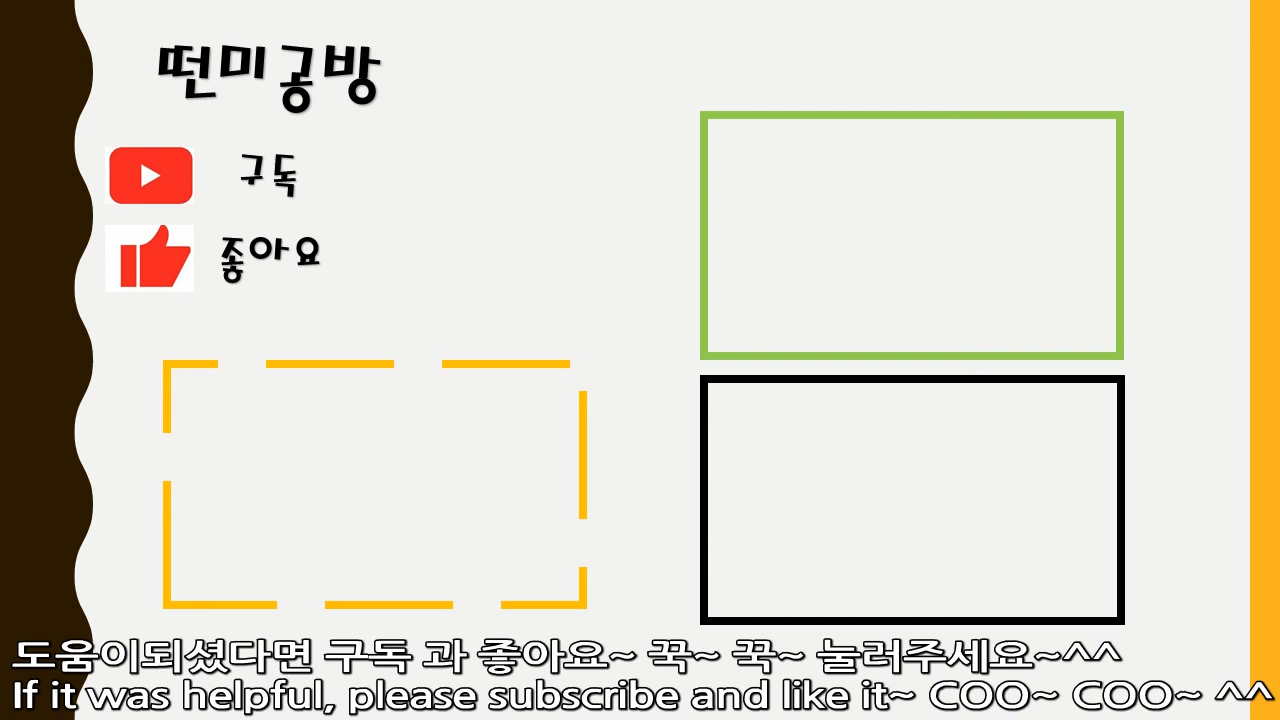 떤미공방
구독
좋아요
도움이되셨다면 구독 과 좋아요~ 꾹~ 꾹~ 눌러주세요~^^
If it was helpful, please subscribe and like it~ COO~ COO~ ^^